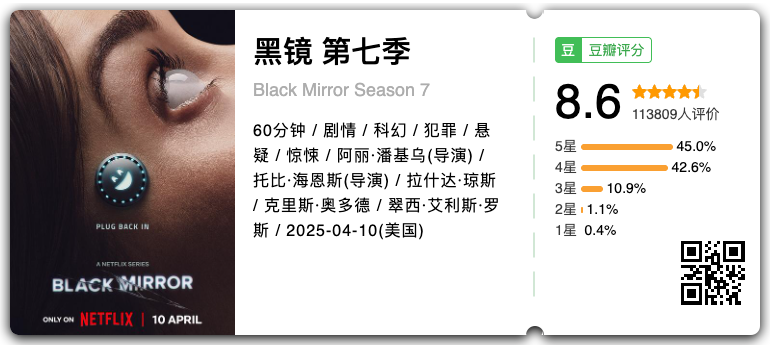 PLUG BACK IN
A NETFLIX SERIES
BLACK MIRROR
ONLY ON NETFLIX | 10 APRIL
黑镜 第七季
Black Mirror Season 7
60分钟 / 剧情 / 科幻 / 犯罪 / 悬
疑 / 惊悚 / 阿丽·潘基乌(导演) /
托比·海恩斯(导演) / 拉什达·琼斯
/ 克里斯·奥多德 / 翠西·艾利斯·罗
斯 / 2025-04-10(美国)
豆 豆瓣评分
8.6
113809人评价
5星 45.0%
4星 42.6%
3星 10.9%
2星 1.1%
1星 0.4%